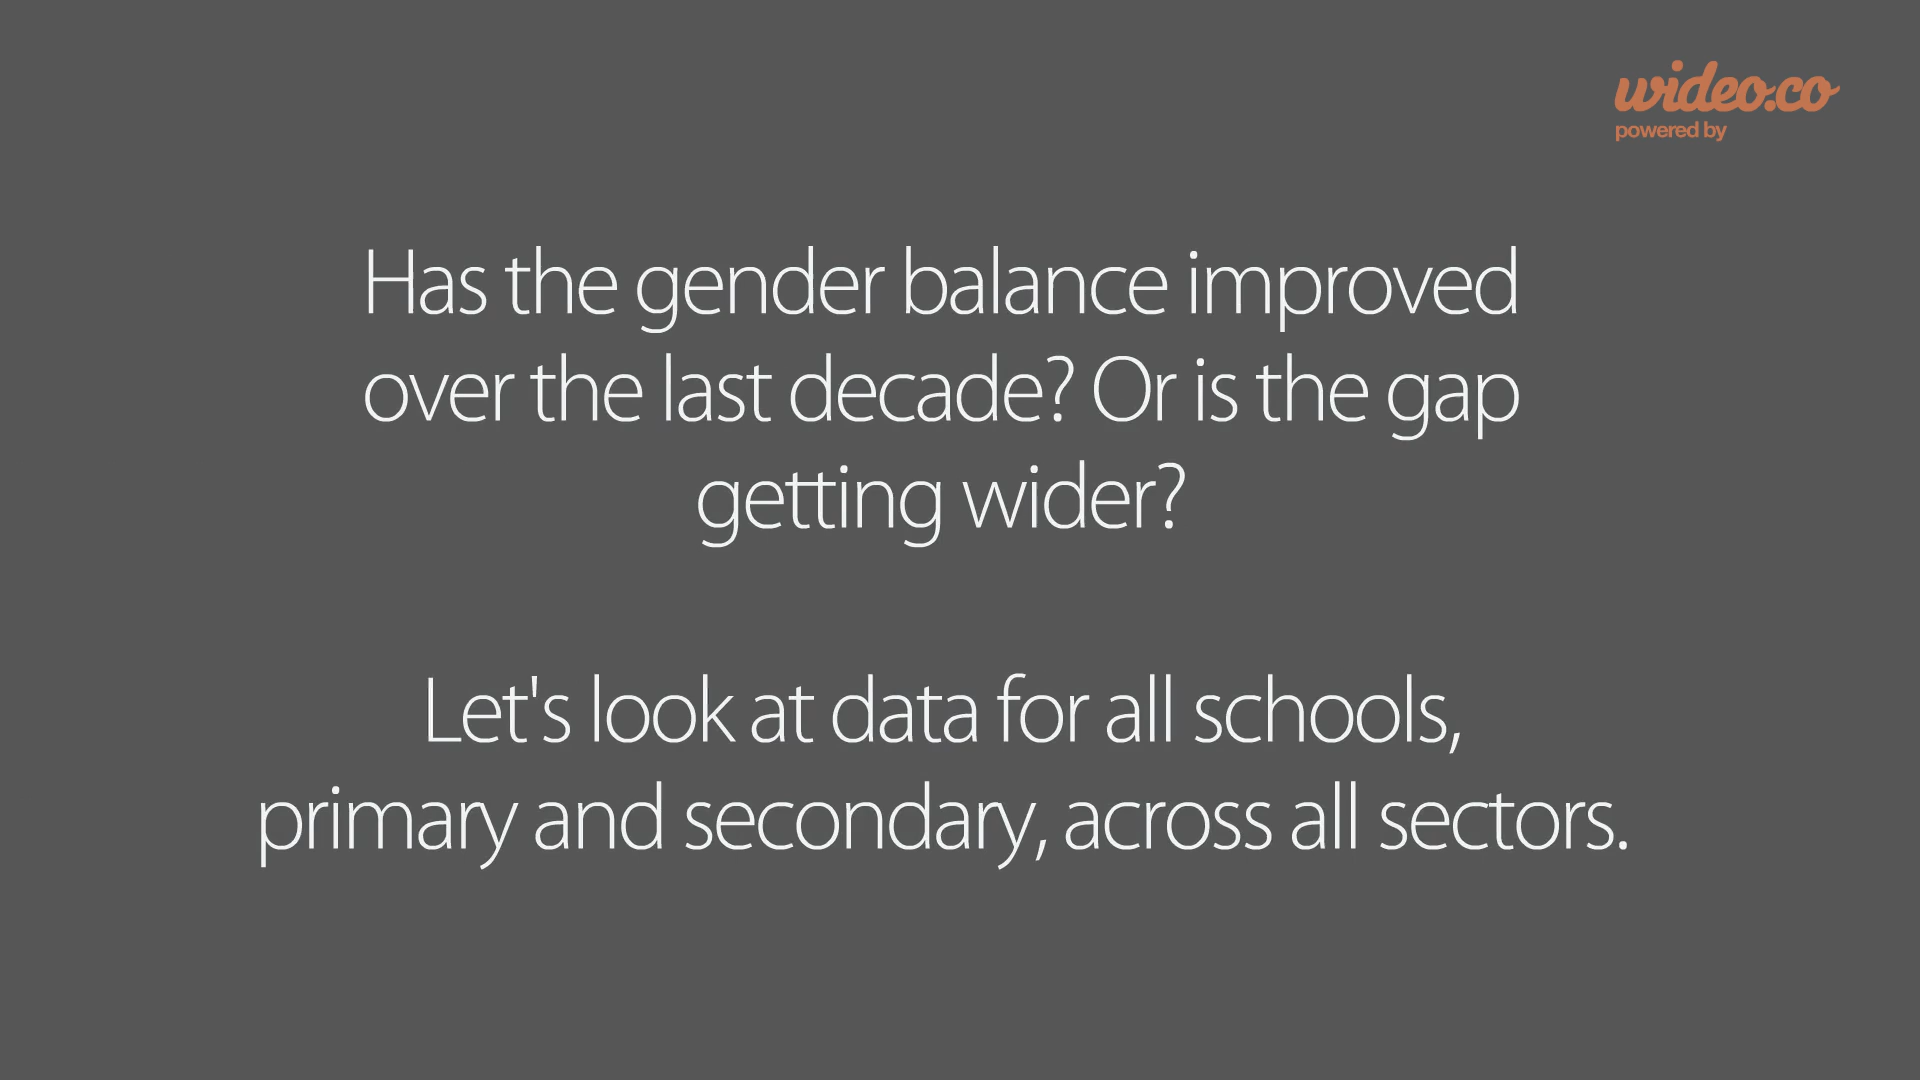 wideo.co
powered by
Has the gender balance improved
over the last decade? Or is the gap
getting wider?
Let's look at data for all schools,
primary and secondary, across all sectors.